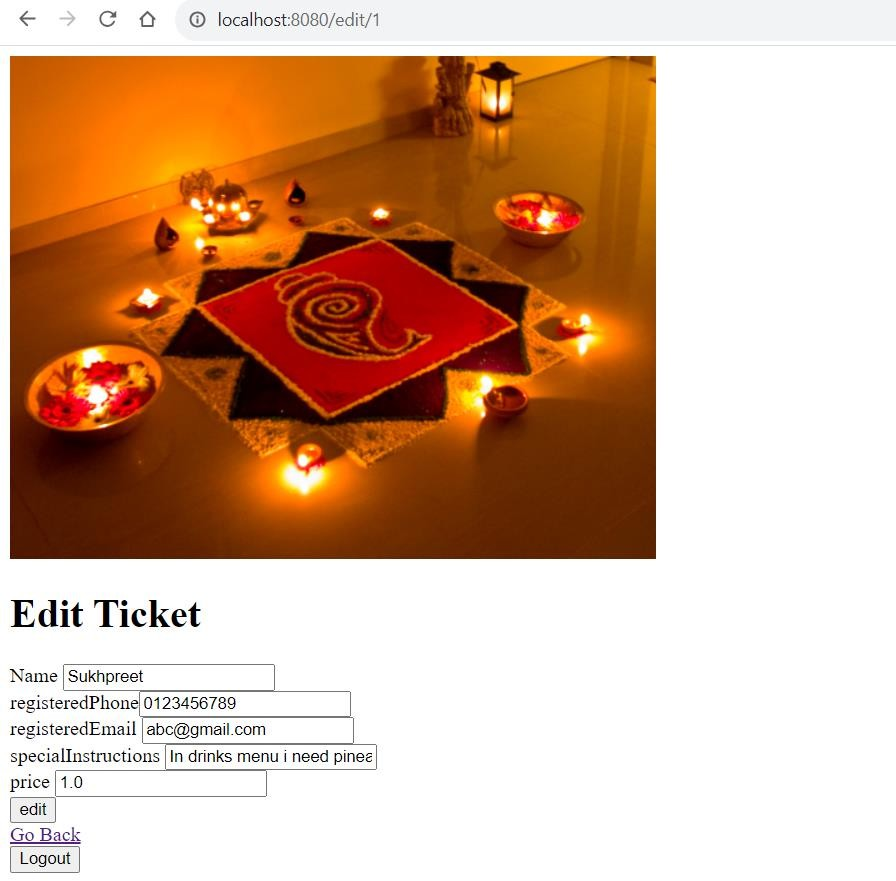 localhost:8080/edit/1
Edit Ticket
Name Sukhpreet
registeredPhone 0123456789
registeredEmail abc@gmail.com
specialInstructions In drinks menu i need pinea
price 1.0
edit
Go Back
Logout